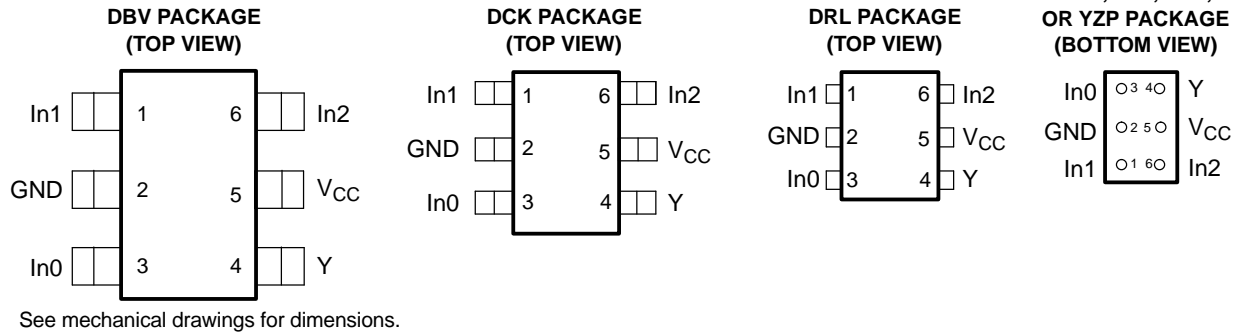 DBV PACKAGE
(TOP VIEW)
In1 1 6 In2
GND 2 5 VCC
In0 3 4 Y
See mechanical drawings for dimensions.
DCK PACKAGE
(TOP VIEW)
In1 1 6 In2
GND 2 5 VCC
In0 3 4 Y
DRL PACKAGE
(TOP VIEW)
In1 1 6 In2
GND 2 5 VCC
In0 3 4 Y
OR YZP PACKAGE
(BOTTOM VIEW)
In0 3 4 Y
GND 2 5 VCC
In1 1 6 In2